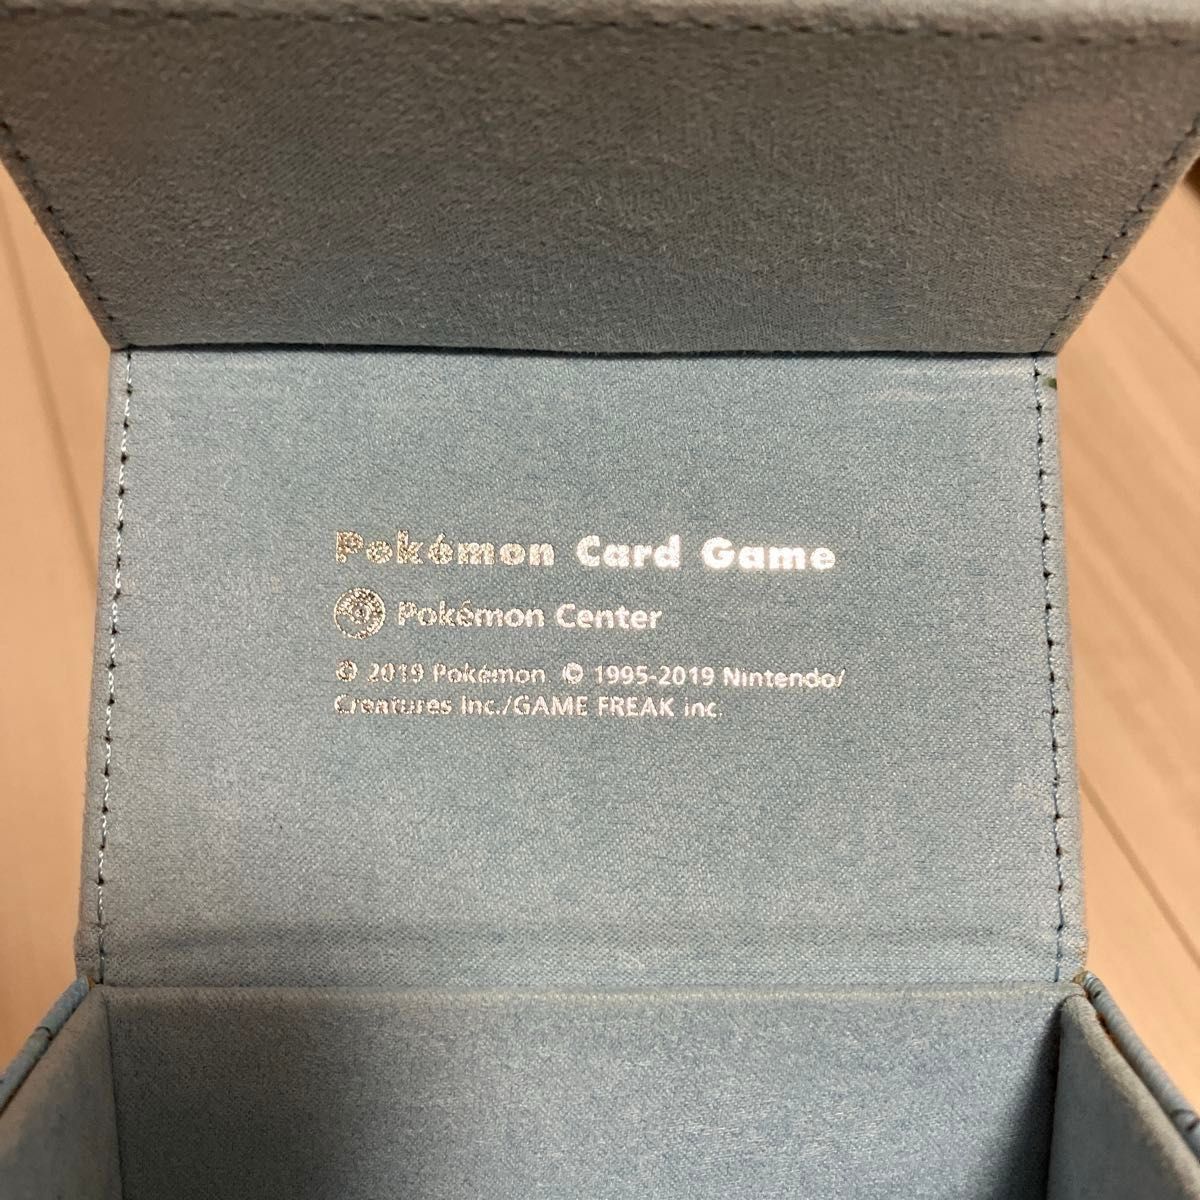 Pokémon Card Game
Pokémon Center
© 2019 Pokémon. © 1995-2019 Nintendo/
Creatures Inc./GAME FREAK inc.